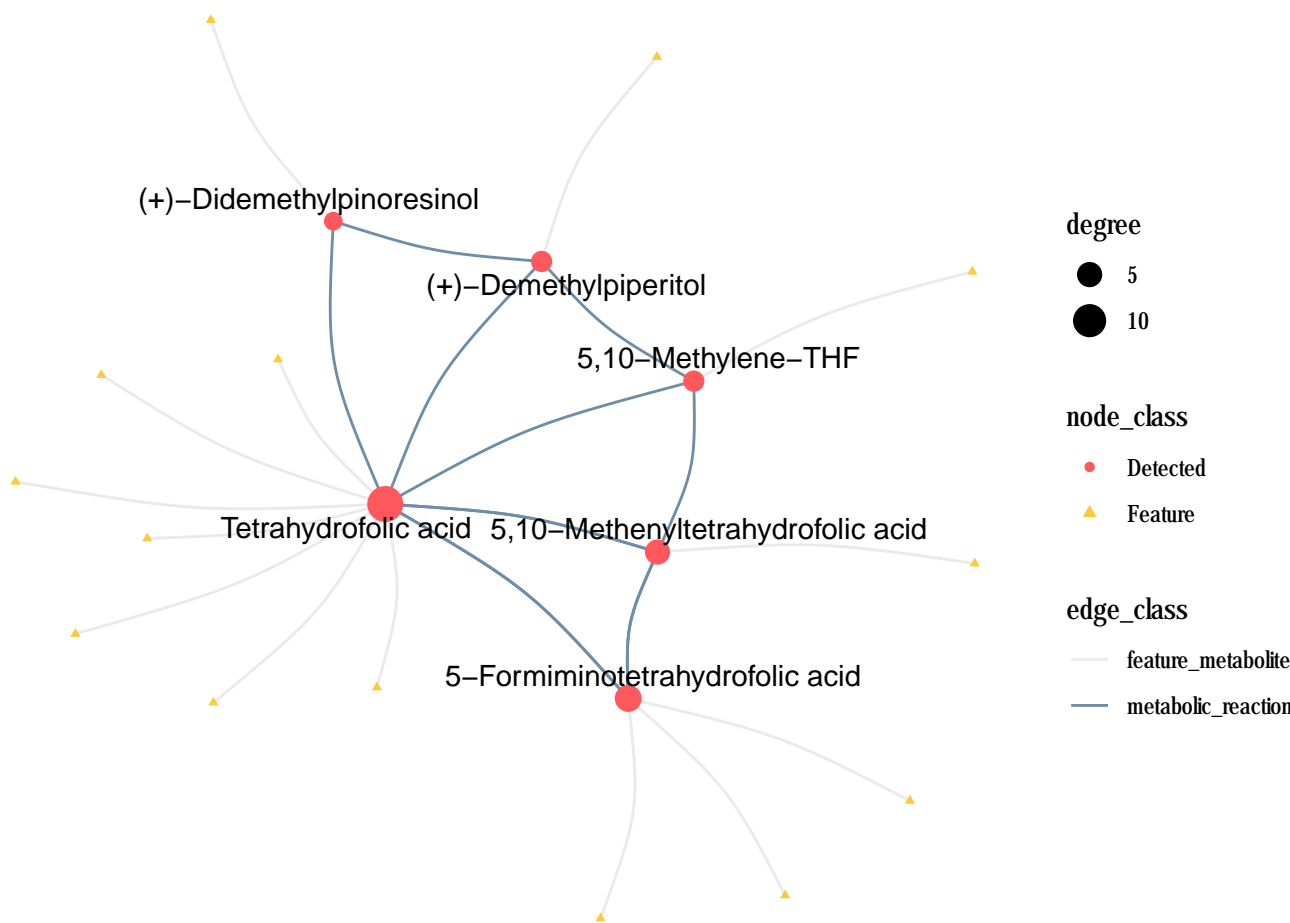 (+)−Didemethylpinoresinol
(+)−Demethylpiperitol
5,10−Methylene−THF
Tetrahydrofolic acid
5,10−Methenyltetrahydrofolic acid
5−Formiminotetrahydrofolic acid
degree
5
10
node_class
Detected
Feature
edge_class
feature_metabolite
metabolic_reaction